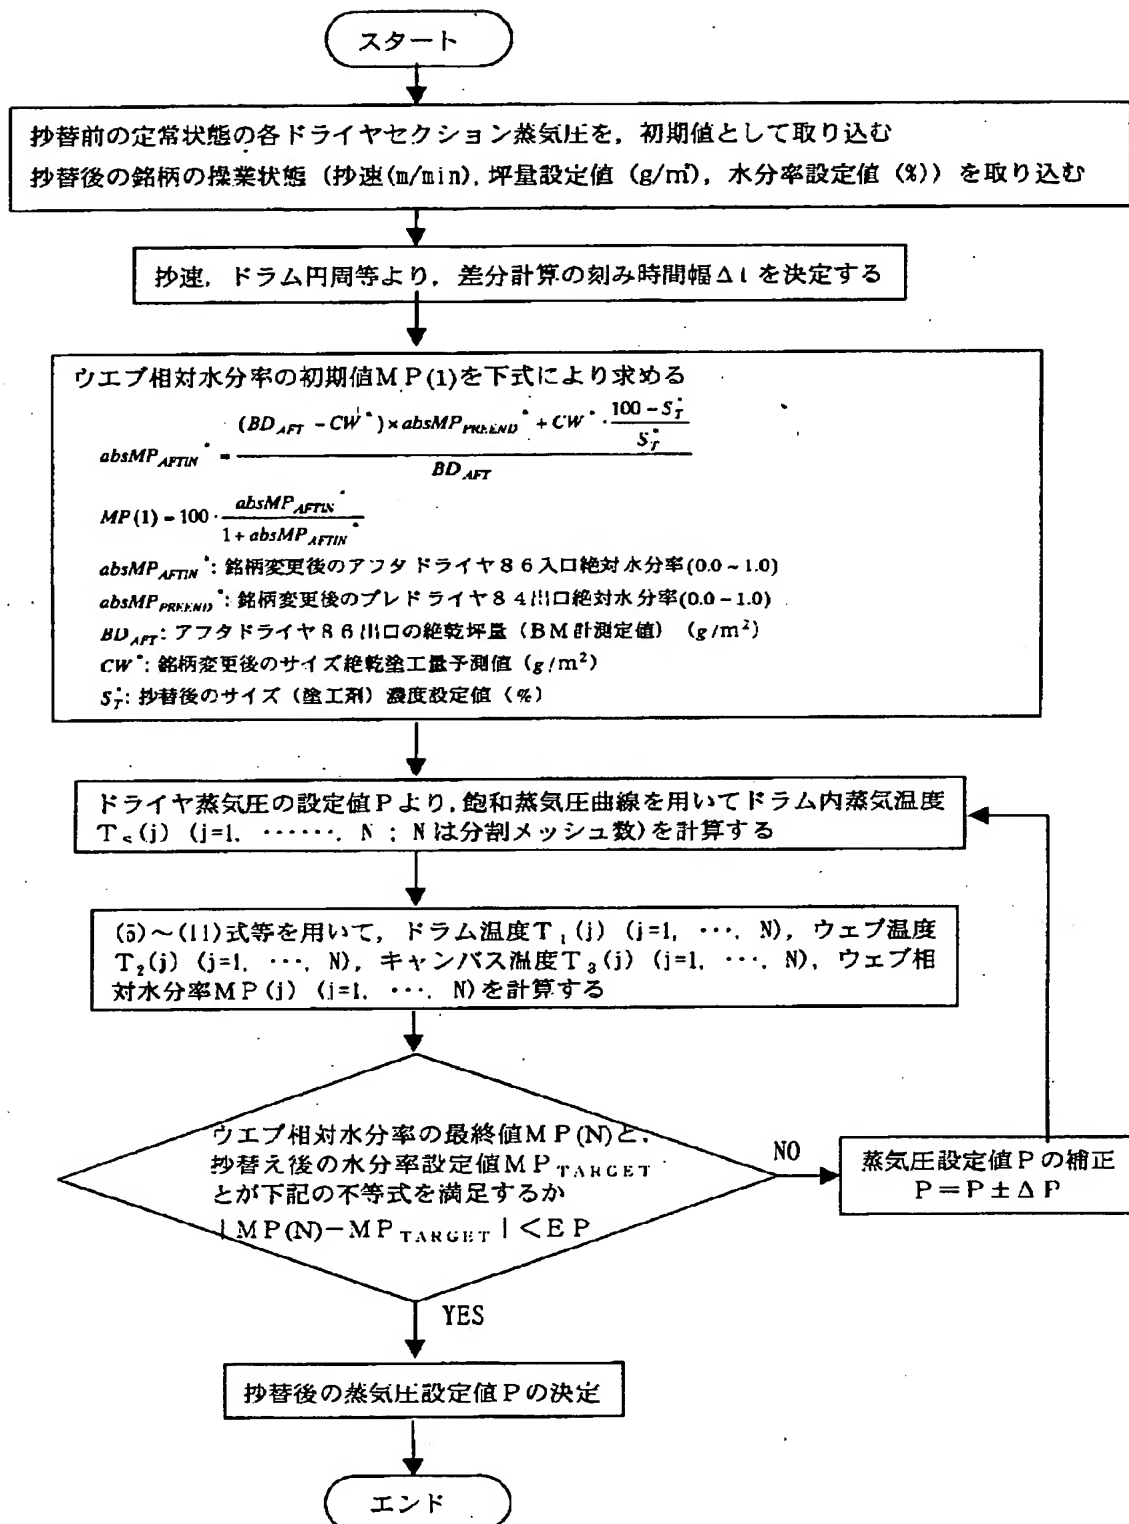 スタート
抄替前の定常状態の各ドライヤセクション蒸気圧を，初期値として取り込む
抄替後の銘柄の操業状態（抄速(m/min)，坪量設定値（g/㎡），水分率設定値（%））を取り込む
抄速，ドラム円周等より，差分計算の刻み時間幅Δtを決定する
ウエブ相対水分率の初期値MP(1)を下式により求める
absMP_AFTIN* = ((BD_AFT − CW*) × absMP_PREEND* + CW* · (100 − S_T*) / S_T*) / BD_AFT
MP(1) = 100 · absMP_AFTIN* / (1 + absMP_AFTIN*)
absMP_AFTIN*: 銘柄変更後のアフタドライヤ86入口絶対水分率(0.0 ~ 1.0)
absMP_PREEND*: 銘柄変更後のプレドライヤ84出口絶対水分率(0.0 ~ 1.0)
BD_AFT: アフタドライヤ86出口の絶乾坪量（BM計測定値）(g/m²)
CW*: 銘柄変更後のサイズ絶乾塗工量予測値（g/m²）
S_T*: 抄替後のサイズ（塗工剤）濃度設定値（%）
ドライヤ蒸気圧の設定値Pより，飽和蒸気圧曲線を用いてドラム内蒸気温度
T_s(j) (j=1, ……, N ; Nは分割メッシュ数)を計算する
(5)～(11)式等を用いて，ドラム温度T₁(j) (j=1, …, N)，ウェブ温度
T₂(j) (j=1, …, N)，キャンバス温度T₃(j) (j=1, …, N)，ウェブ相
対水分率MP(j) (j=1, …, N)を計算する
ウエブ相対水分率の最終値MP(N)と，
抄替え後の水分率設定値MP_TARGET
とが下記の不等式を満足するか
|MP(N)−MP_TARGET|<EP
NO
蒸気圧設定値Pの補正
P＝P±ΔP
YES
抄替後の蒸気圧設定値Pの決定
エンド